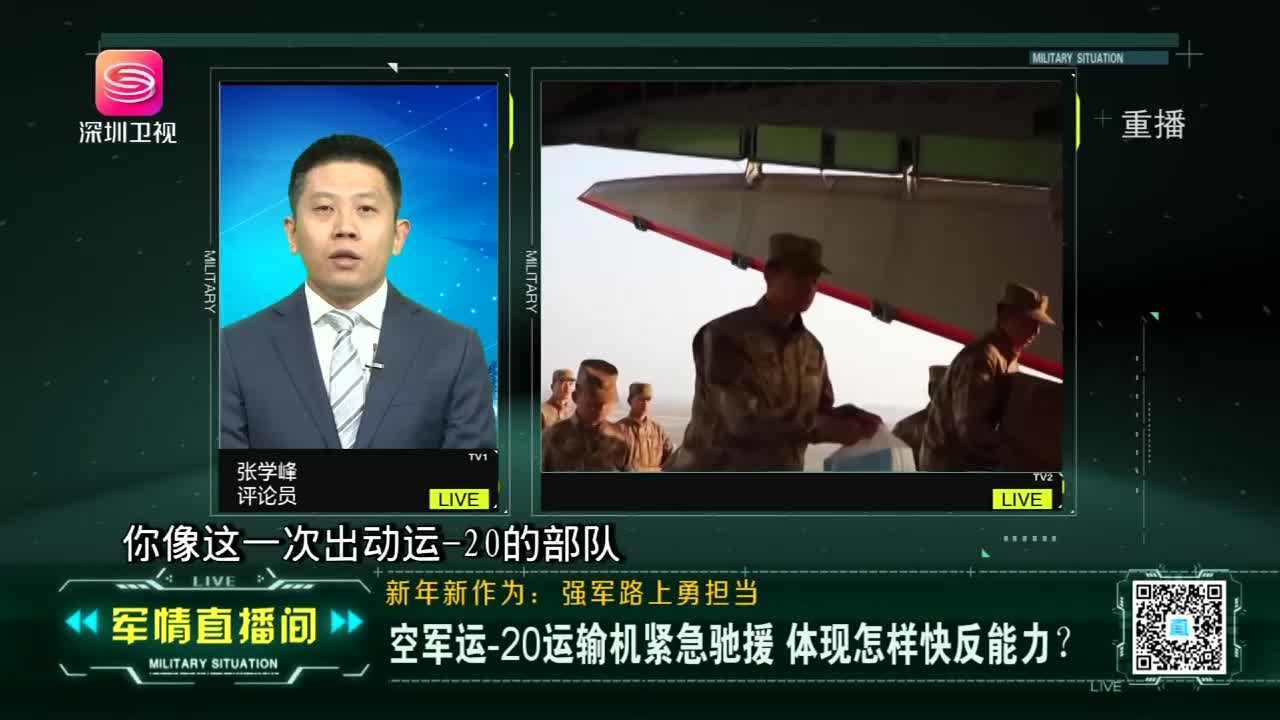 MILITARY SITUATION
深圳卫视
重播
MILITARY
MILITARY
TV1
张学峰
评论员
LIVE
TV2
LIVE
你像这一次出动运-20的部队
LIVE
军情直播间
MILITARY SITUATION
新年新作为：强军路上勇担当
空军运-20运输机紧急驰援 体现怎样快反能力？
LIVE